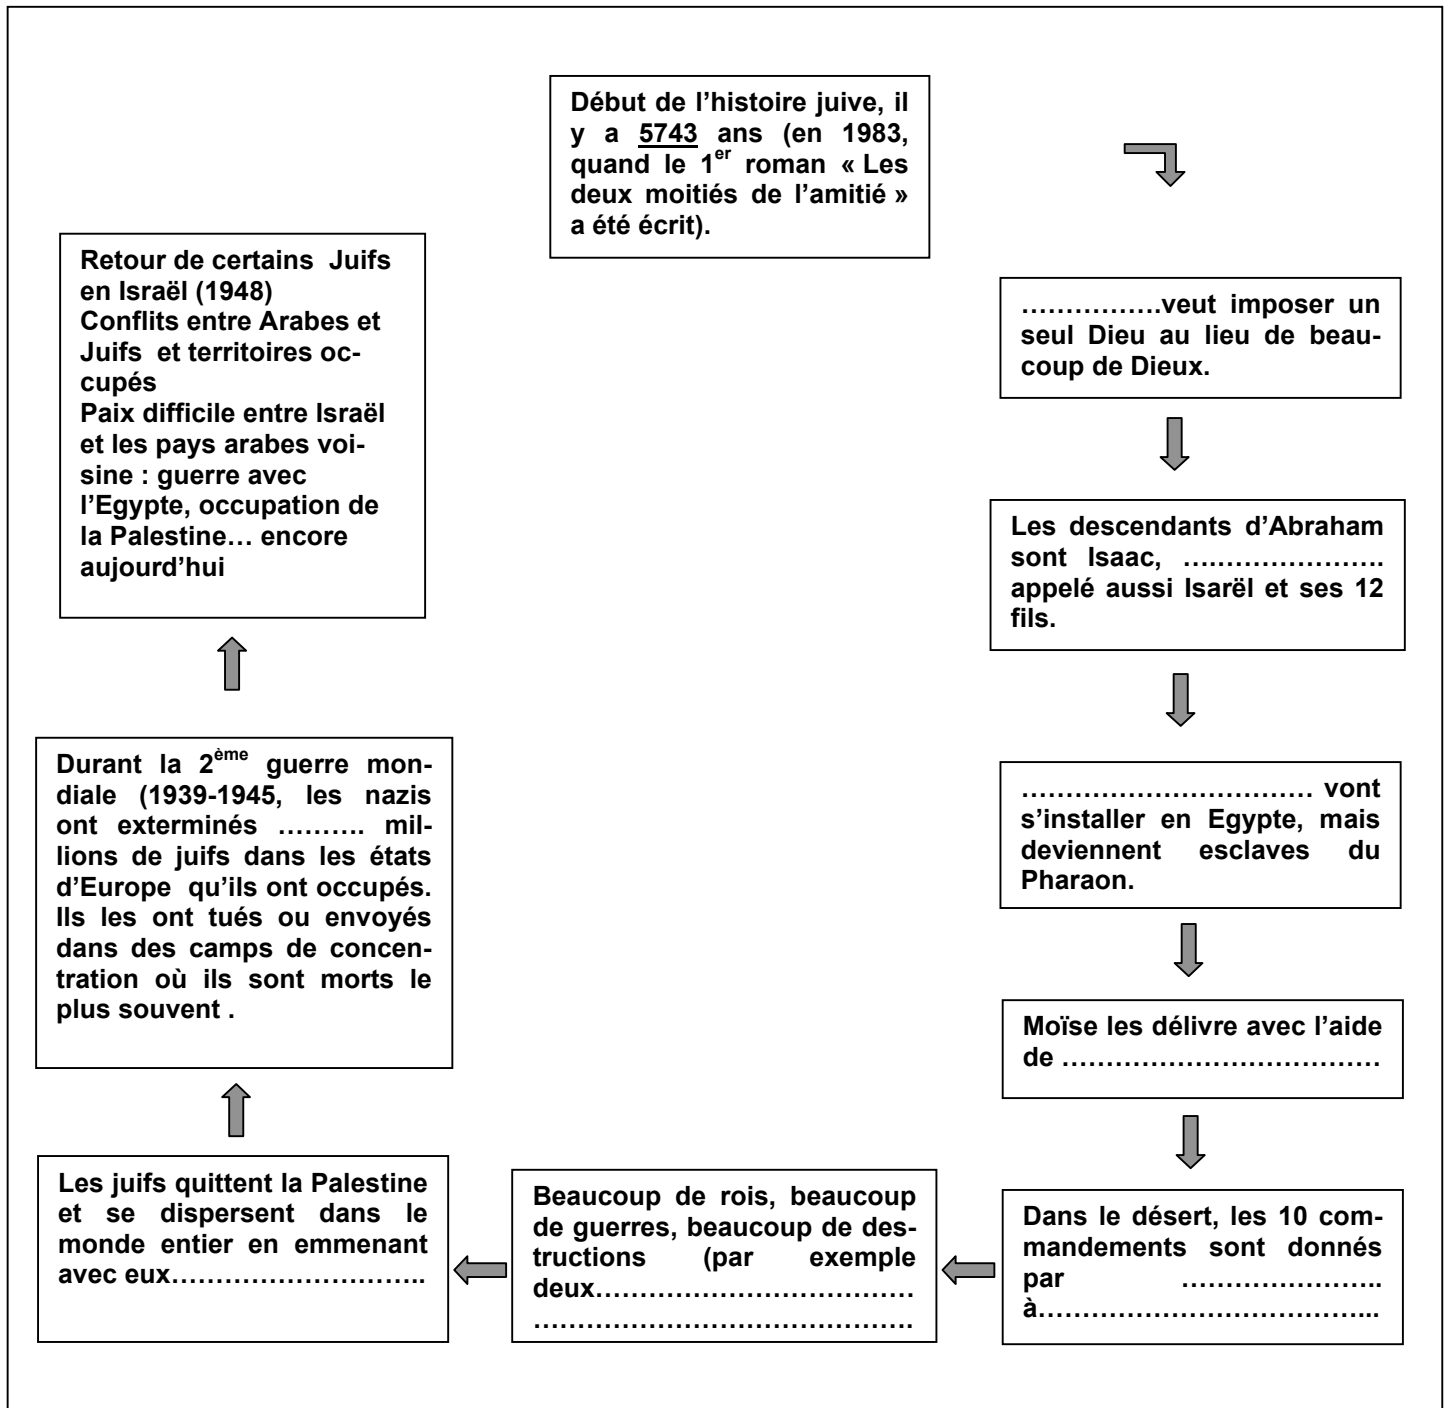 Début de l’histoire juive, il
y a 5743 ans (en 1983,
quand le 1er roman « Les
deux moitiés de l’amitié »
a été écrit).
………….…veut imposer un
seul Dieu au lieu de beau-
coup de Dieux.
Les descendants d’Abraham
sont Isaac, ………………….
appelé aussi Isarël et ses 12
fils.
…………………………… vont
s’installer en Egypte, mais
deviennent esclaves du
Pharaon.
Moïse les délivre avec l’aide
de ………………………………
Dans le désert, les 10 com-
mandements sont donnés
par ………………….
à………………………………...
Beaucoup de rois, beaucoup
de guerres, beaucoup de des-
tructions (par exemple
deux………………………………
…………………………………….
Les juifs quittent la Palestine
et se dispersent dans le
monde entier en emmenant
avec eux………………………..
Durant la 2ème guerre mon-
diale (1939-1945, les nazis
ont exterminés ……….. mil-
lions de juifs dans les états
d’Europe qu’ils ont occupés.
Ils les ont tués ou envoyés
dans des camps de concen-
tration où ils sont morts le
plus souvent .
Retour de certains Juifs
en Israël (1948)
Conflits entre Arabes et
Juifs et territoires oc-
cupés
Paix difficile entre Israël
et les pays arabes voi-
sine : guerre avec
l’Egypte, occupation de
la Palestine… encore
aujourd’hui